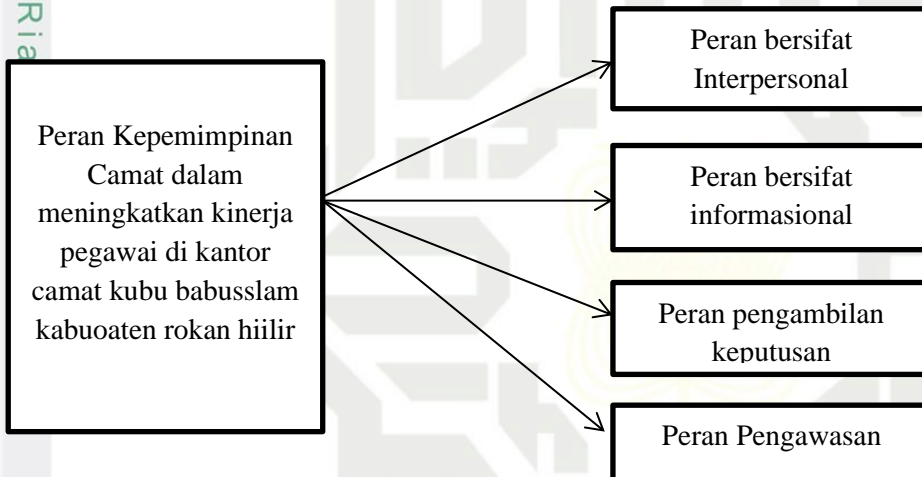 Ria
Peran Kepemimpinan
Camat dalam
meningkatkan kinerja
pegawai di kantor
camat kubu babusslam
kabuoaten rokan hiilir
Peran bersifat
Interpersonal
Peran bersifat
informasional
Peran pengambilan
keputusan
Peran Pengawasan